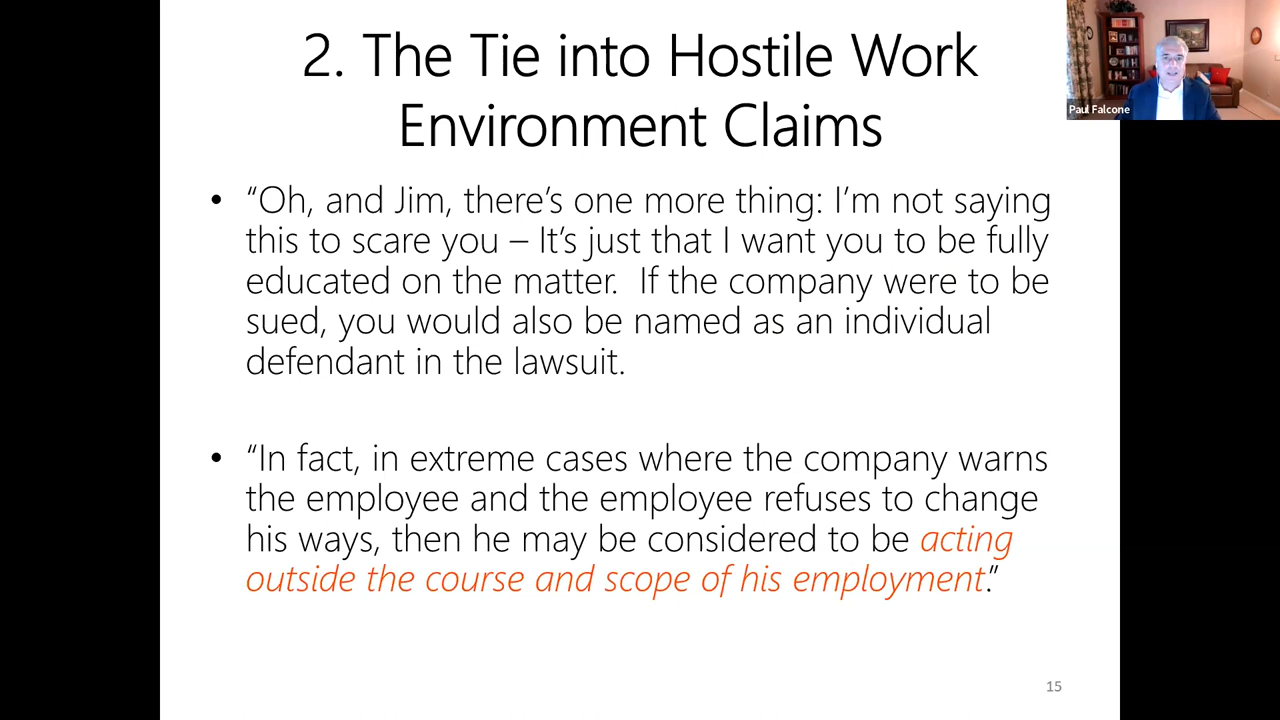 2. The Tie into Hostile Work
Environment Claims
Paul Falcone
• “Oh, and Jim, there’s one more thing: I’m not saying
this to scare you – It’s just that I want you to be fully
educated on the matter.  If the company were to be
sued, you would also be named as an individual
defendant in the lawsuit.
• “In fact, in extreme cases where the company warns
the employee and the employee refuses to change
his ways, then he may be considered to be acting
outside the course and scope of his employment.”
15